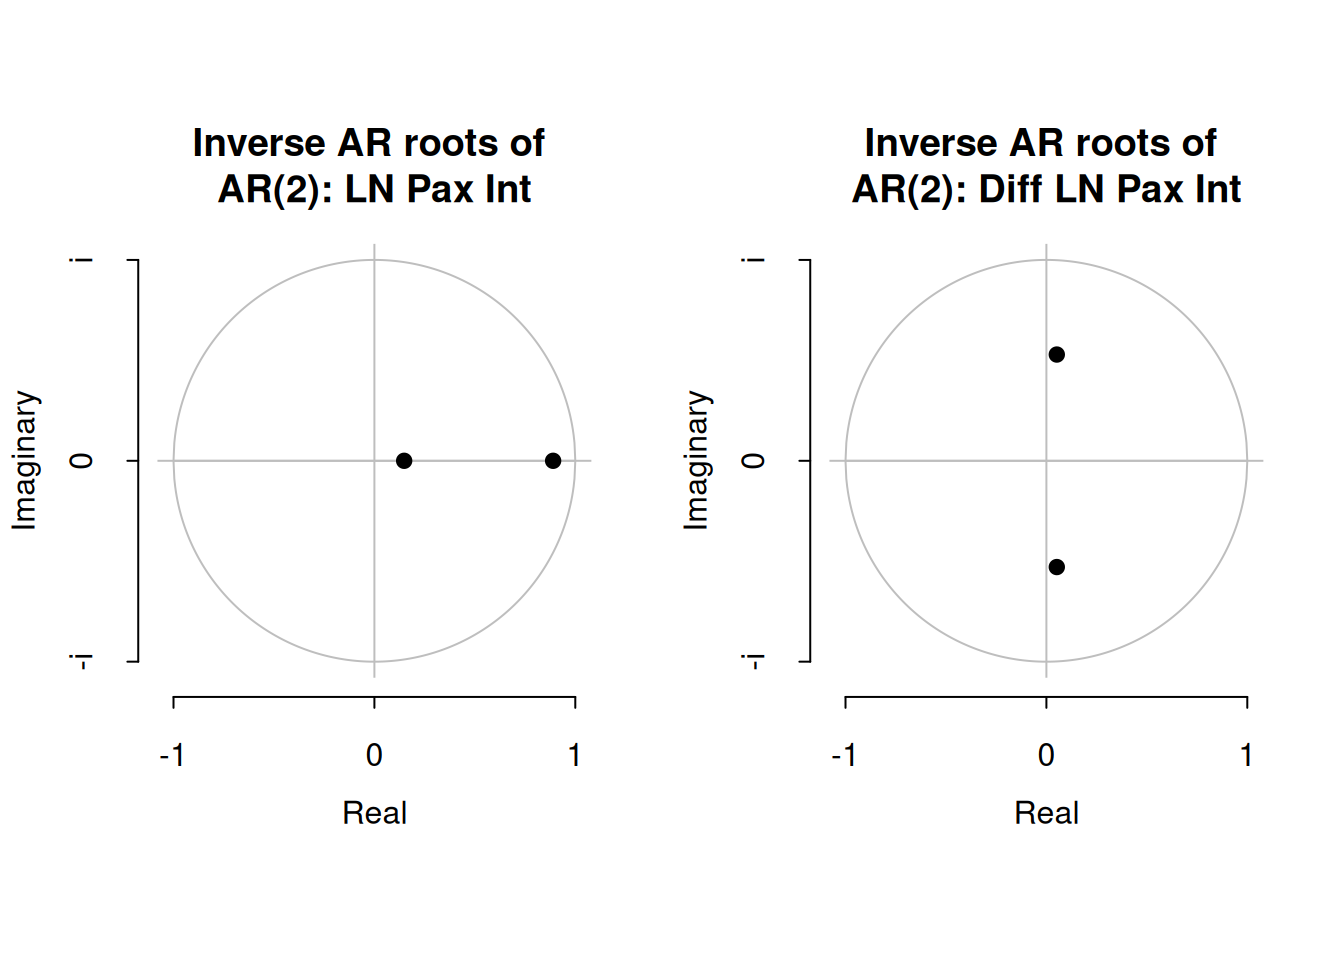 Inverse AR roots of
AR(2): LN Pax Int
i
0
-i
Imaginary
-1 0 1
Real
Inverse AR roots of
AR(2): Diff LN Pax Int
i
0
-i
Imaginary
-1 0 1
Real